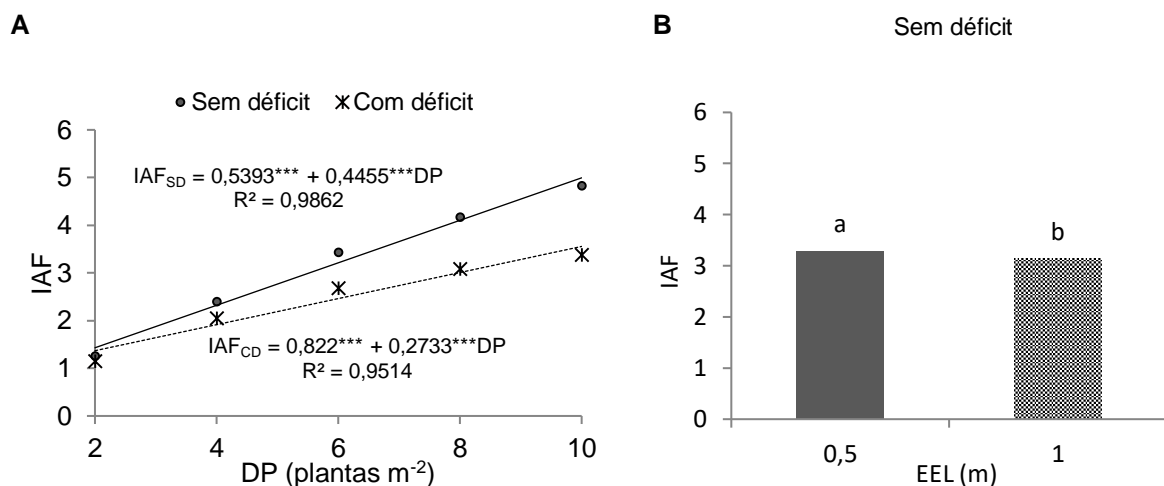 A
Sem déficit Com déficit
6
5
4
3
2
1
0
IAF
IAF_SD = 0,5393*** + 0,4455***DP
R² = 0,9862
IAF_CD = 0,822*** + 0,2733***DP
R² = 0,9514
2 4 6 8 10
DP (plantas m⁻²)
B
Sem déficit
6
5
4
3
2
1
0
IAF
a b
0,5 1
EEL (m)